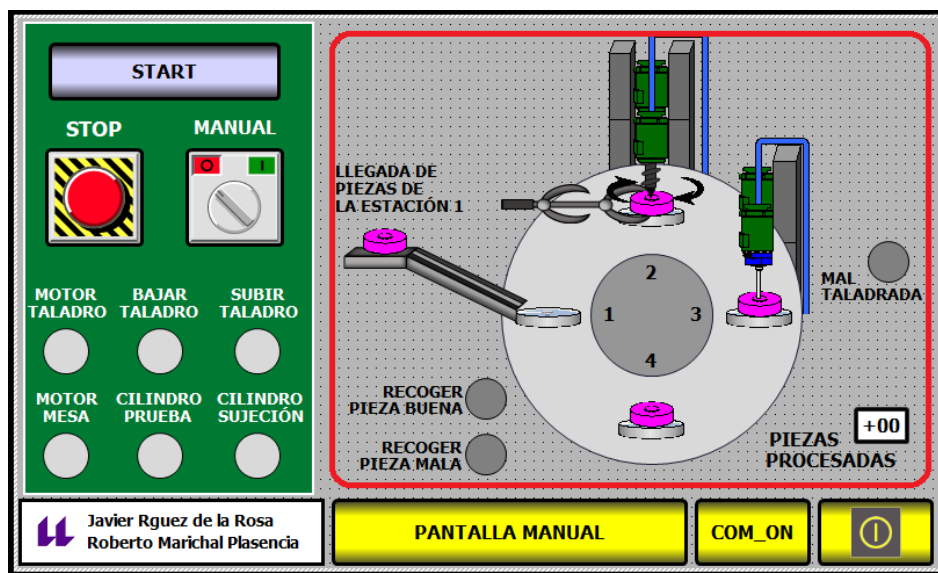 START
STOP
MANUAL
O
I
MOTOR
TALADRO
BAJAR
TALADRO
SUBIR
TALADRO
MOTOR
MESA
CILINDRO
PRUEBA
CILINDRO
SUJECIÓN
LLEGADA DE
PIEZAS DE
LA ESTACIÓN 1
2
1
3
4
MAL
TALADRADA
RECOGER
PIEZA BUENA
RECOGER
PIEZA MALA
+00
PIEZAS
PROCESADAS
Javier Rguez de la Rosa
Roberto Marichal Plasencia
PANTALLA MANUAL
COM_ON